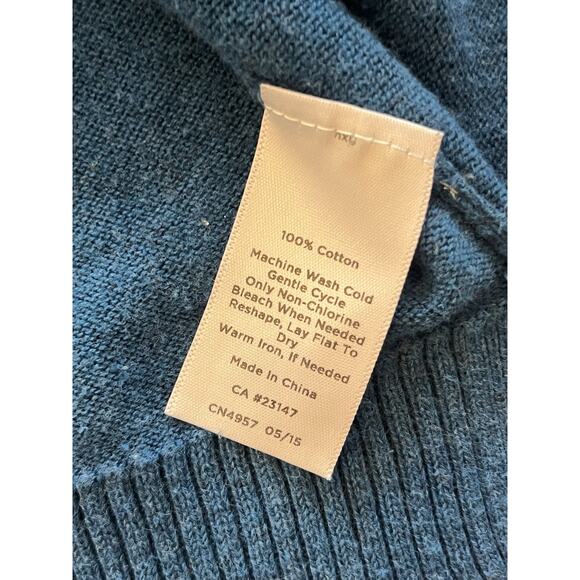 100% Cotton
Machine Wash Cold
Gentle Cycle
Only Non-Chlorine
Bleach When Needed
Reshape, Lay Flat To
Dry
Warm Iron, If Needed
Made In China
CA #23147
CN4957 05/15